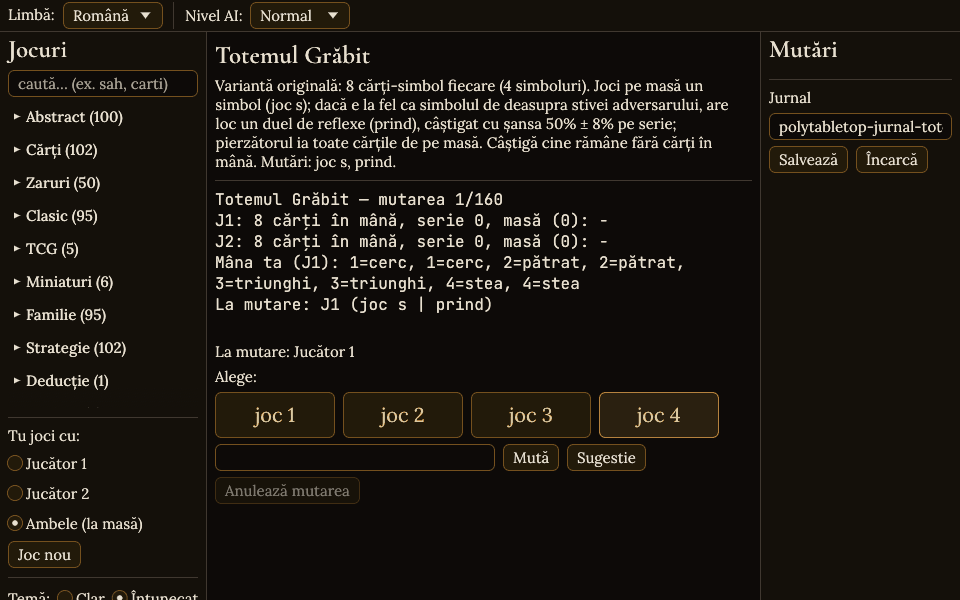 Limbă: Română ▼ Nivel AI: Normal ▼
Jocuri
caută... (ex. sah, carti)
▸ Abstract (100)
▸ Cărți (102)
▸ Zaruri (50)
▸ Clasic (95)
▸ TCG (5)
▸ Miniaturi (6)
▸ Familie (95)
▸ Strategie (102)
▸ Deducție (1)
Tu joci cu:
Jucător 1
Jucător 2
Ambele (la masă)
Joc nou
Temă: Clar Întunecat
Totemul Grăbit
Variantă originală: 8 cărți-simbol fiecare (4 simboluri). Joci pe masă un
simbol (joc s); dacă e la fel ca simbolul de deasupra stivei adversarului, are
loc un duel de reflexe (prind), câștigat cu șansa 50% ± 8% pe serie;
pierzătorul ia toate cărțile de pe masă. Câștigă cine rămâne fără cărți în
mână. Mutări: joc s, prind.
Totemul Grăbit — mutarea 1/160
J1: 8 cărți în mână, serie 0, masă (0): -
J2: 8 cărți în mână, serie 0, masă (0): -
Mâna ta (J1): 1=cerc, 1=cerc, 2=pătrat, 2=pătrat,
3=triunghi, 3=triunghi, 4=stea, 4=stea
La mutare: J1 (joc s | prind)
La mutare: Jucător 1
Alege:
joc 1 joc 2 joc 3 joc 4
Mută Sugestie
Anulează mutarea
Mutări
Jurnal
polytabletop-jurnal-tot
Salvează Încarcă